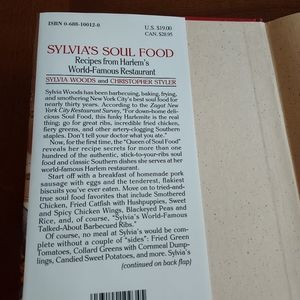 ISBN 0-688-10012-0
U.S. $19.00
CAN. $28.95
SYLVIA'S SOUL FOOD
Recipes from Harlem's
World-Famous Restaurant
SYLVIA WOODS and CHRISTOPHER STYLER
Sylvia Woods has been barbecuing, baking, frying,
and smothering New York City's best soul food for
nearly thirty years. According to the Zagat New
York City Restaurant Survey, "For down-home deli-
cious Soul Food, this funky Harlemite is the real
thing; go for great ribs, incredible fried chicken,
fiery greens, and other artery-clogging Southern
staples. Don't tell your doctor what you ate."
Now, for the first time, the "Queen of Soul Food"
reveals her recipe secrets for more than one
hundred of the authentic, stick-to-your-ribs soul
food and classic Southern dishes she serves at her
world-famous Harlem restaurant.
Start off with a breakfast of homemade pork
sausage with eggs and the tenderest, flakiest
biscuits you've ever eaten. Move on to tried-and-
true soul food favorites that include Smothered
Chicken, Fried Catfish with Hushpuppies, Sweet
and Spicy Chicken Wings, Blackeyed Peas and
Rice, and, of course, "Sylvia's World-Famous
Talked-About Barbecued Ribs."
Of course, no meal at Sylvia's would be com-
plete without a couple of "sides": Fried Green
Tomatoes, Collard Greens with Cornmeal Dump-
lings, Candied Sweet Potatoes, and more. Sylvia's
(continued on back flap)